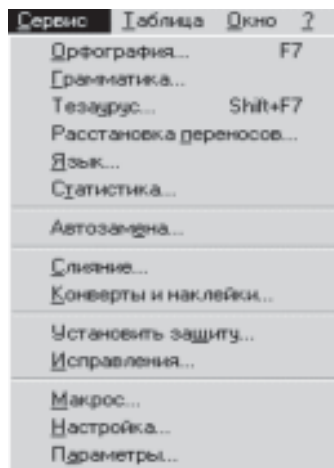 Сервис Таблица Окно ?
Орфография... F7
Грамматика...
Тезаурус... Shift+F7
Расстановка переносов...
Язык...
Статистика...
Автозамена...
Слияние...
Конверты и наклейки...
Установить защиту...
Исправления...
Макрос...
Настройка...
Параметры...